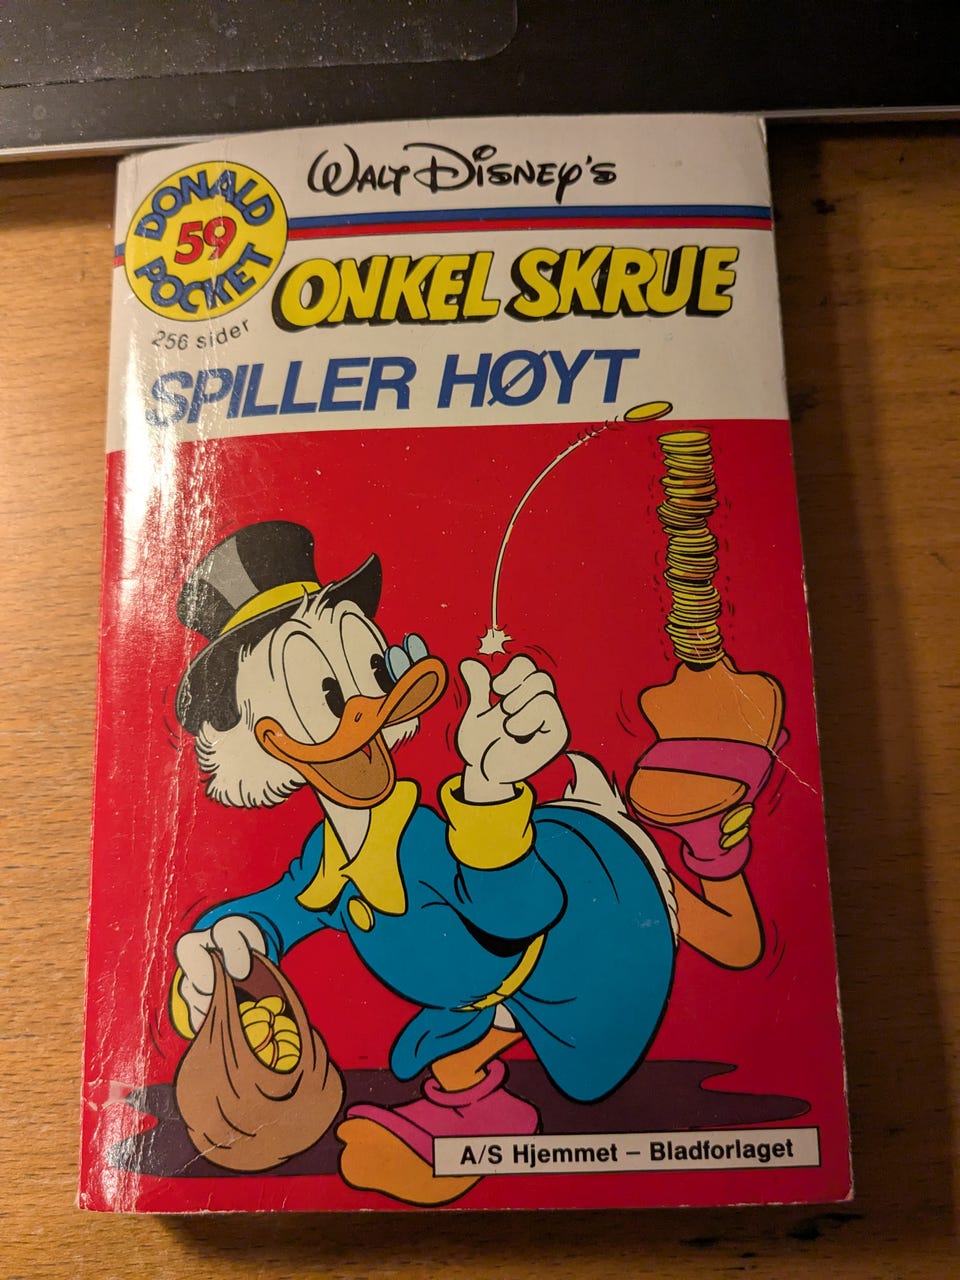 WALT DISNEY'S
DONALD
59
POCKET
256 sider
ONKEL SKRUE
SPILLER HØYT
A/S Hjemmet – Bladforlaget